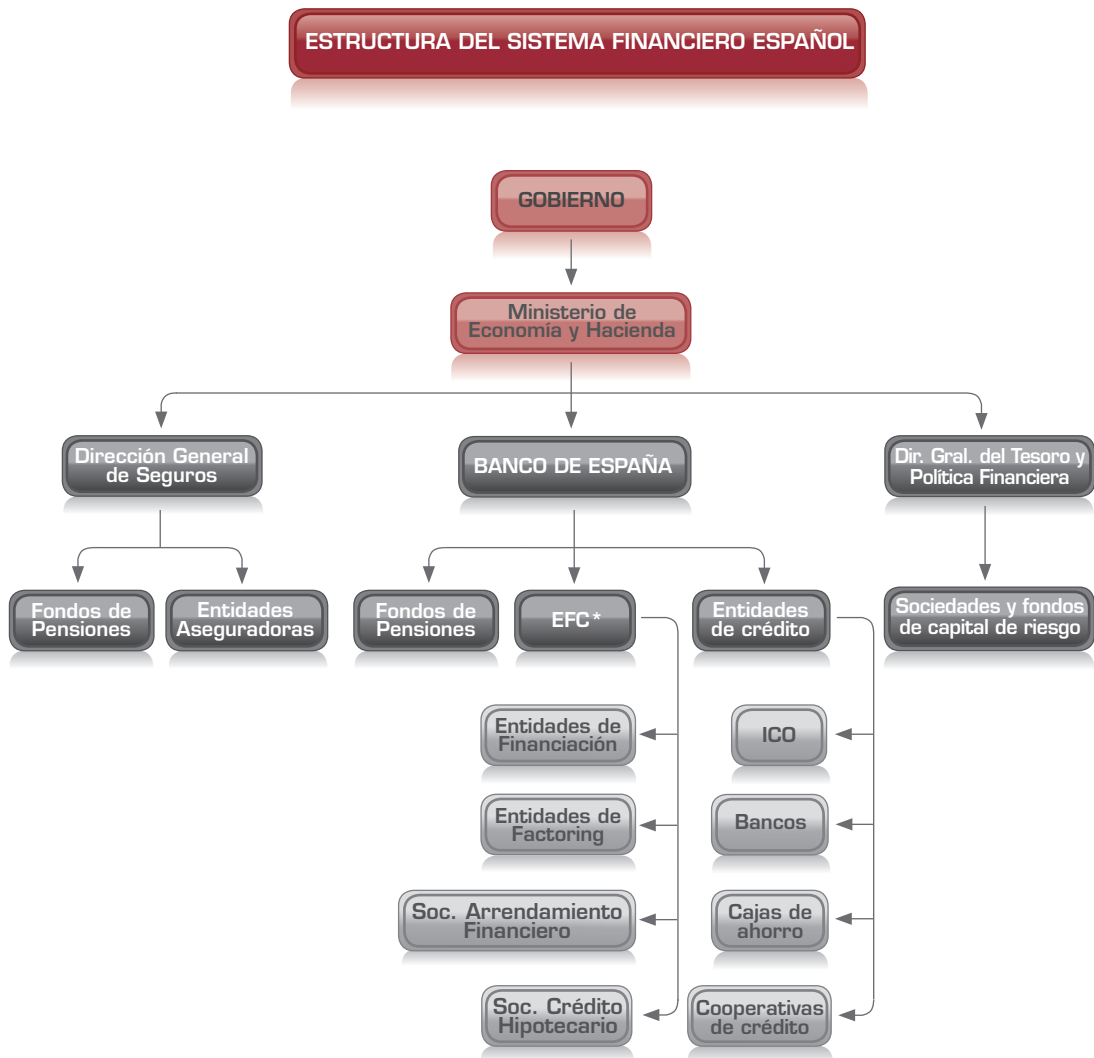 ESTRUCTURA DEL SISTEMA FINANCIERO ESPAÑOL
GOBIERNO
Ministerio de
Economía y Hacienda
Dirección General
de Seguros
BANCO DE ESPAÑA
Dir. Gral. del Tesoro y
Política Financiera
Fondos de
Pensiones
Entidades
Aseguradoras
Fondos de
Pensiones
EFC*
Entidades
de crédito
Sociedades y fondos
de capital de riesgo
Entidades de
Financiación
ICO
Entidades de
Factoring
Bancos
Soc. Arrendamiento
Financiero
Cajas de
ahorro
Soc. Crédito
Hipotecario
Cooperativas
de crédito